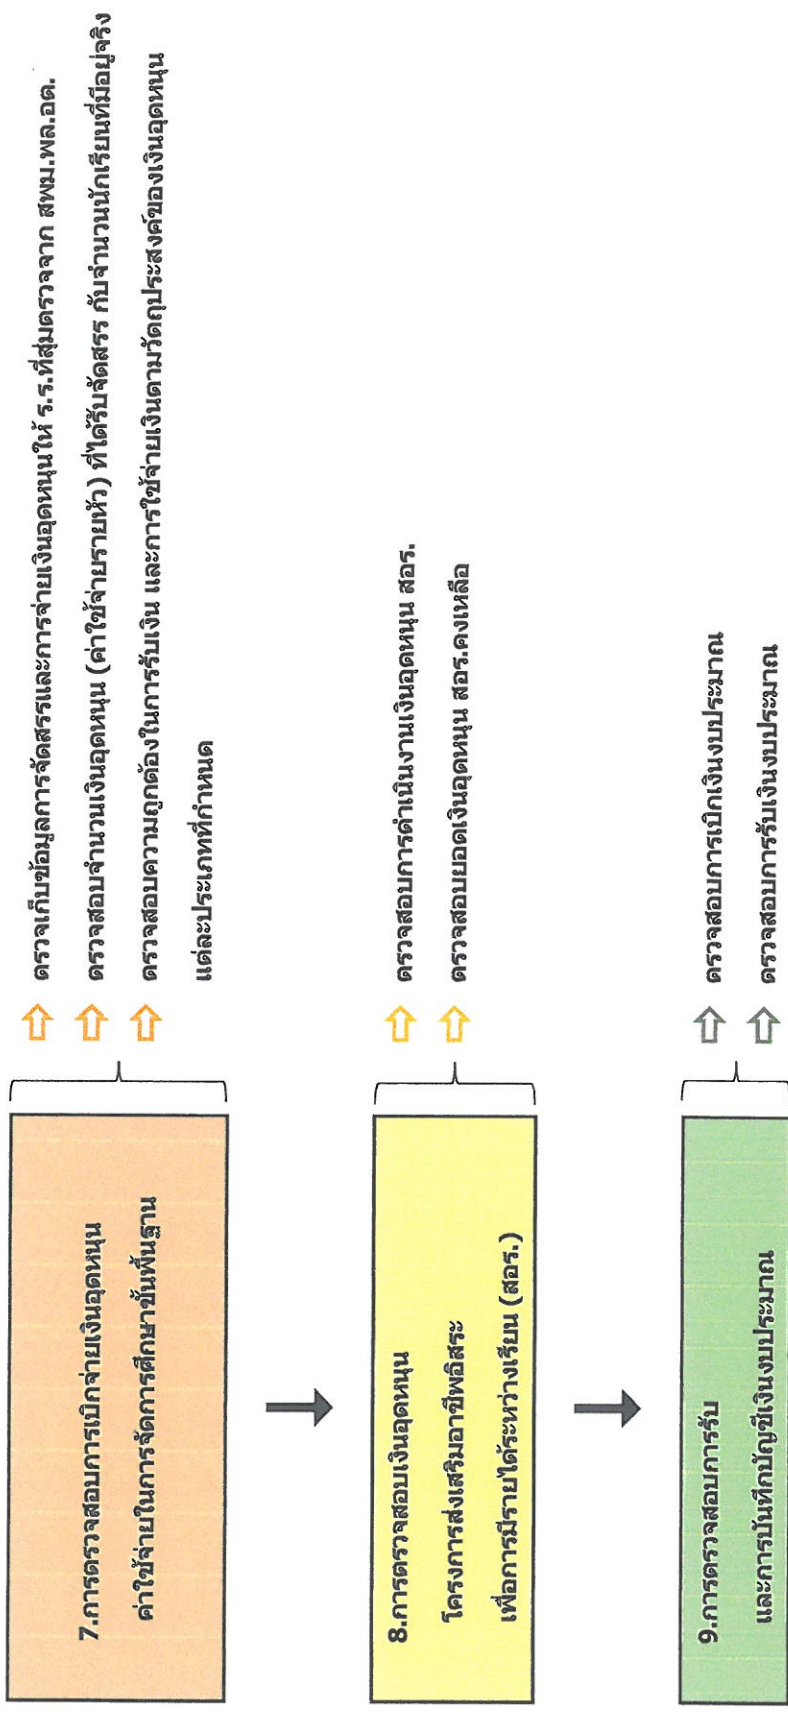 7.การตรวจสอบการเบิกจ่ายเงินอุดหนุน
ค่าใช้จ่ายในการจัดการศึกษาขั้นพื้นฐาน
ตรวจเก็บข้อมูลการจัดสรรและการจ่ายเงินอุดหนุนให้ ร.ร.ที่สุ่มตรวจจาก สพม.พล.อต.
ตรวจสอบจำนวนเงินอุดหนุน (ค่าใช้จ่ายรายหัว) ที่ได้รับจัดสรร กับจำนวนนักเรียนที่มีอยู่จริง
ตรวจสอบความถูกต้องในการรับเงิน และการใช้จ่ายเงินตามวัตถุประสงค์ของเงินอุดหนุน
แต่ละประเภทที่กำหนด
8.การตรวจสอบเงินอุดหนุน
โครงการส่งเสริมอาชีพอิสระ
เพื่อการมีรายได้ระหว่างเรียน (สอร.)
ตรวจสอบการดำเนินงานเงินอุดหนุน สอร.
ตรวจสอบยอดเงินอุดหนุน สอร.คงเหลือ
9.การตรวจสอบการรับ
และการบันทึกบัญชีเงินงบประมาณ
ตรวจสอบการเบิกเงินงบประมาณ
ตรวจสอบการรับเงินงบประมาณ